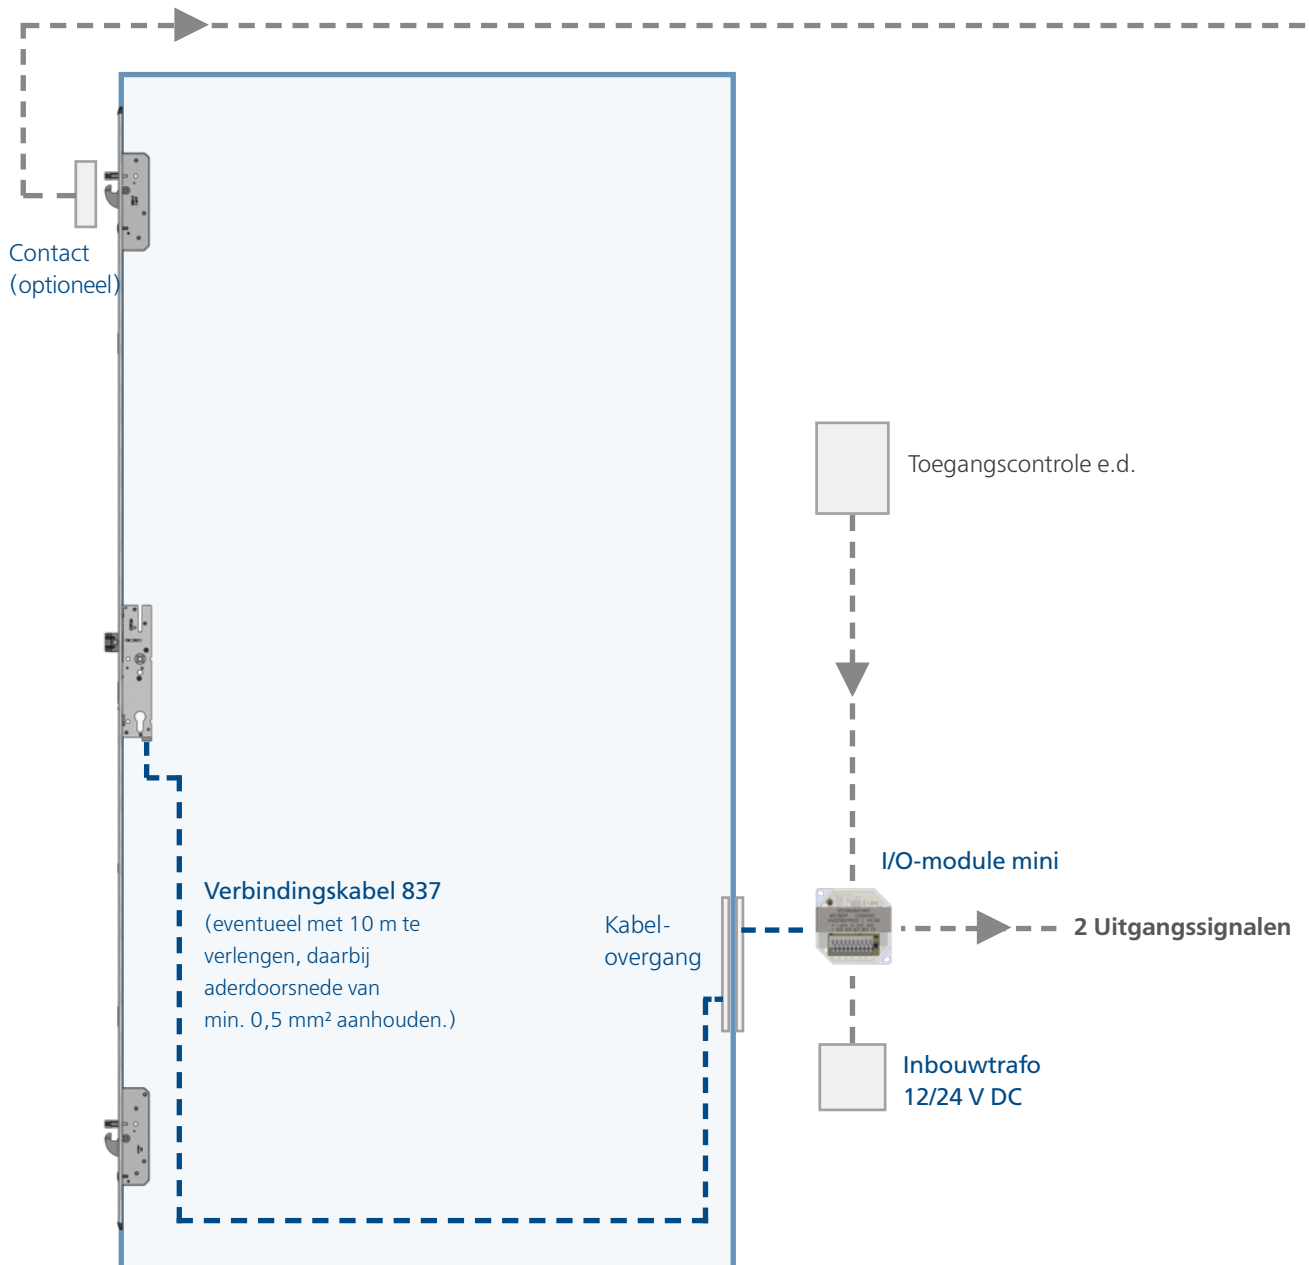 Contact
(optioneel)
Toegangscontrole e.d.
I/O-module mini
Verbindingskabel 837
(eventueel met 10 m te
verlengen, daarbij
aderdoorsnede van
min. 0,5 mm² aanhouden.)
Kabel-
overgang
2 Uitgangssignalen
Inbouwtrafo
12/24 V DC